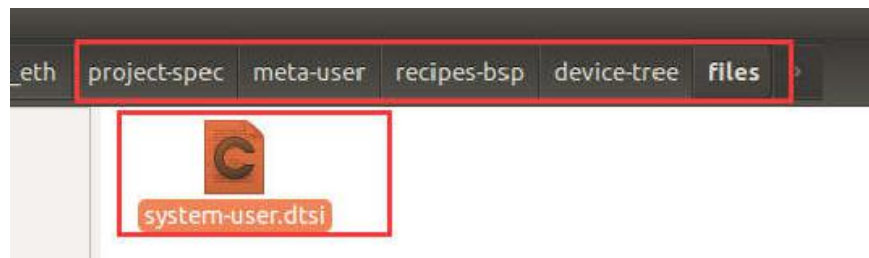 _eth project-spec meta-user recipes-bsp device-tree files
system-user.dtsi